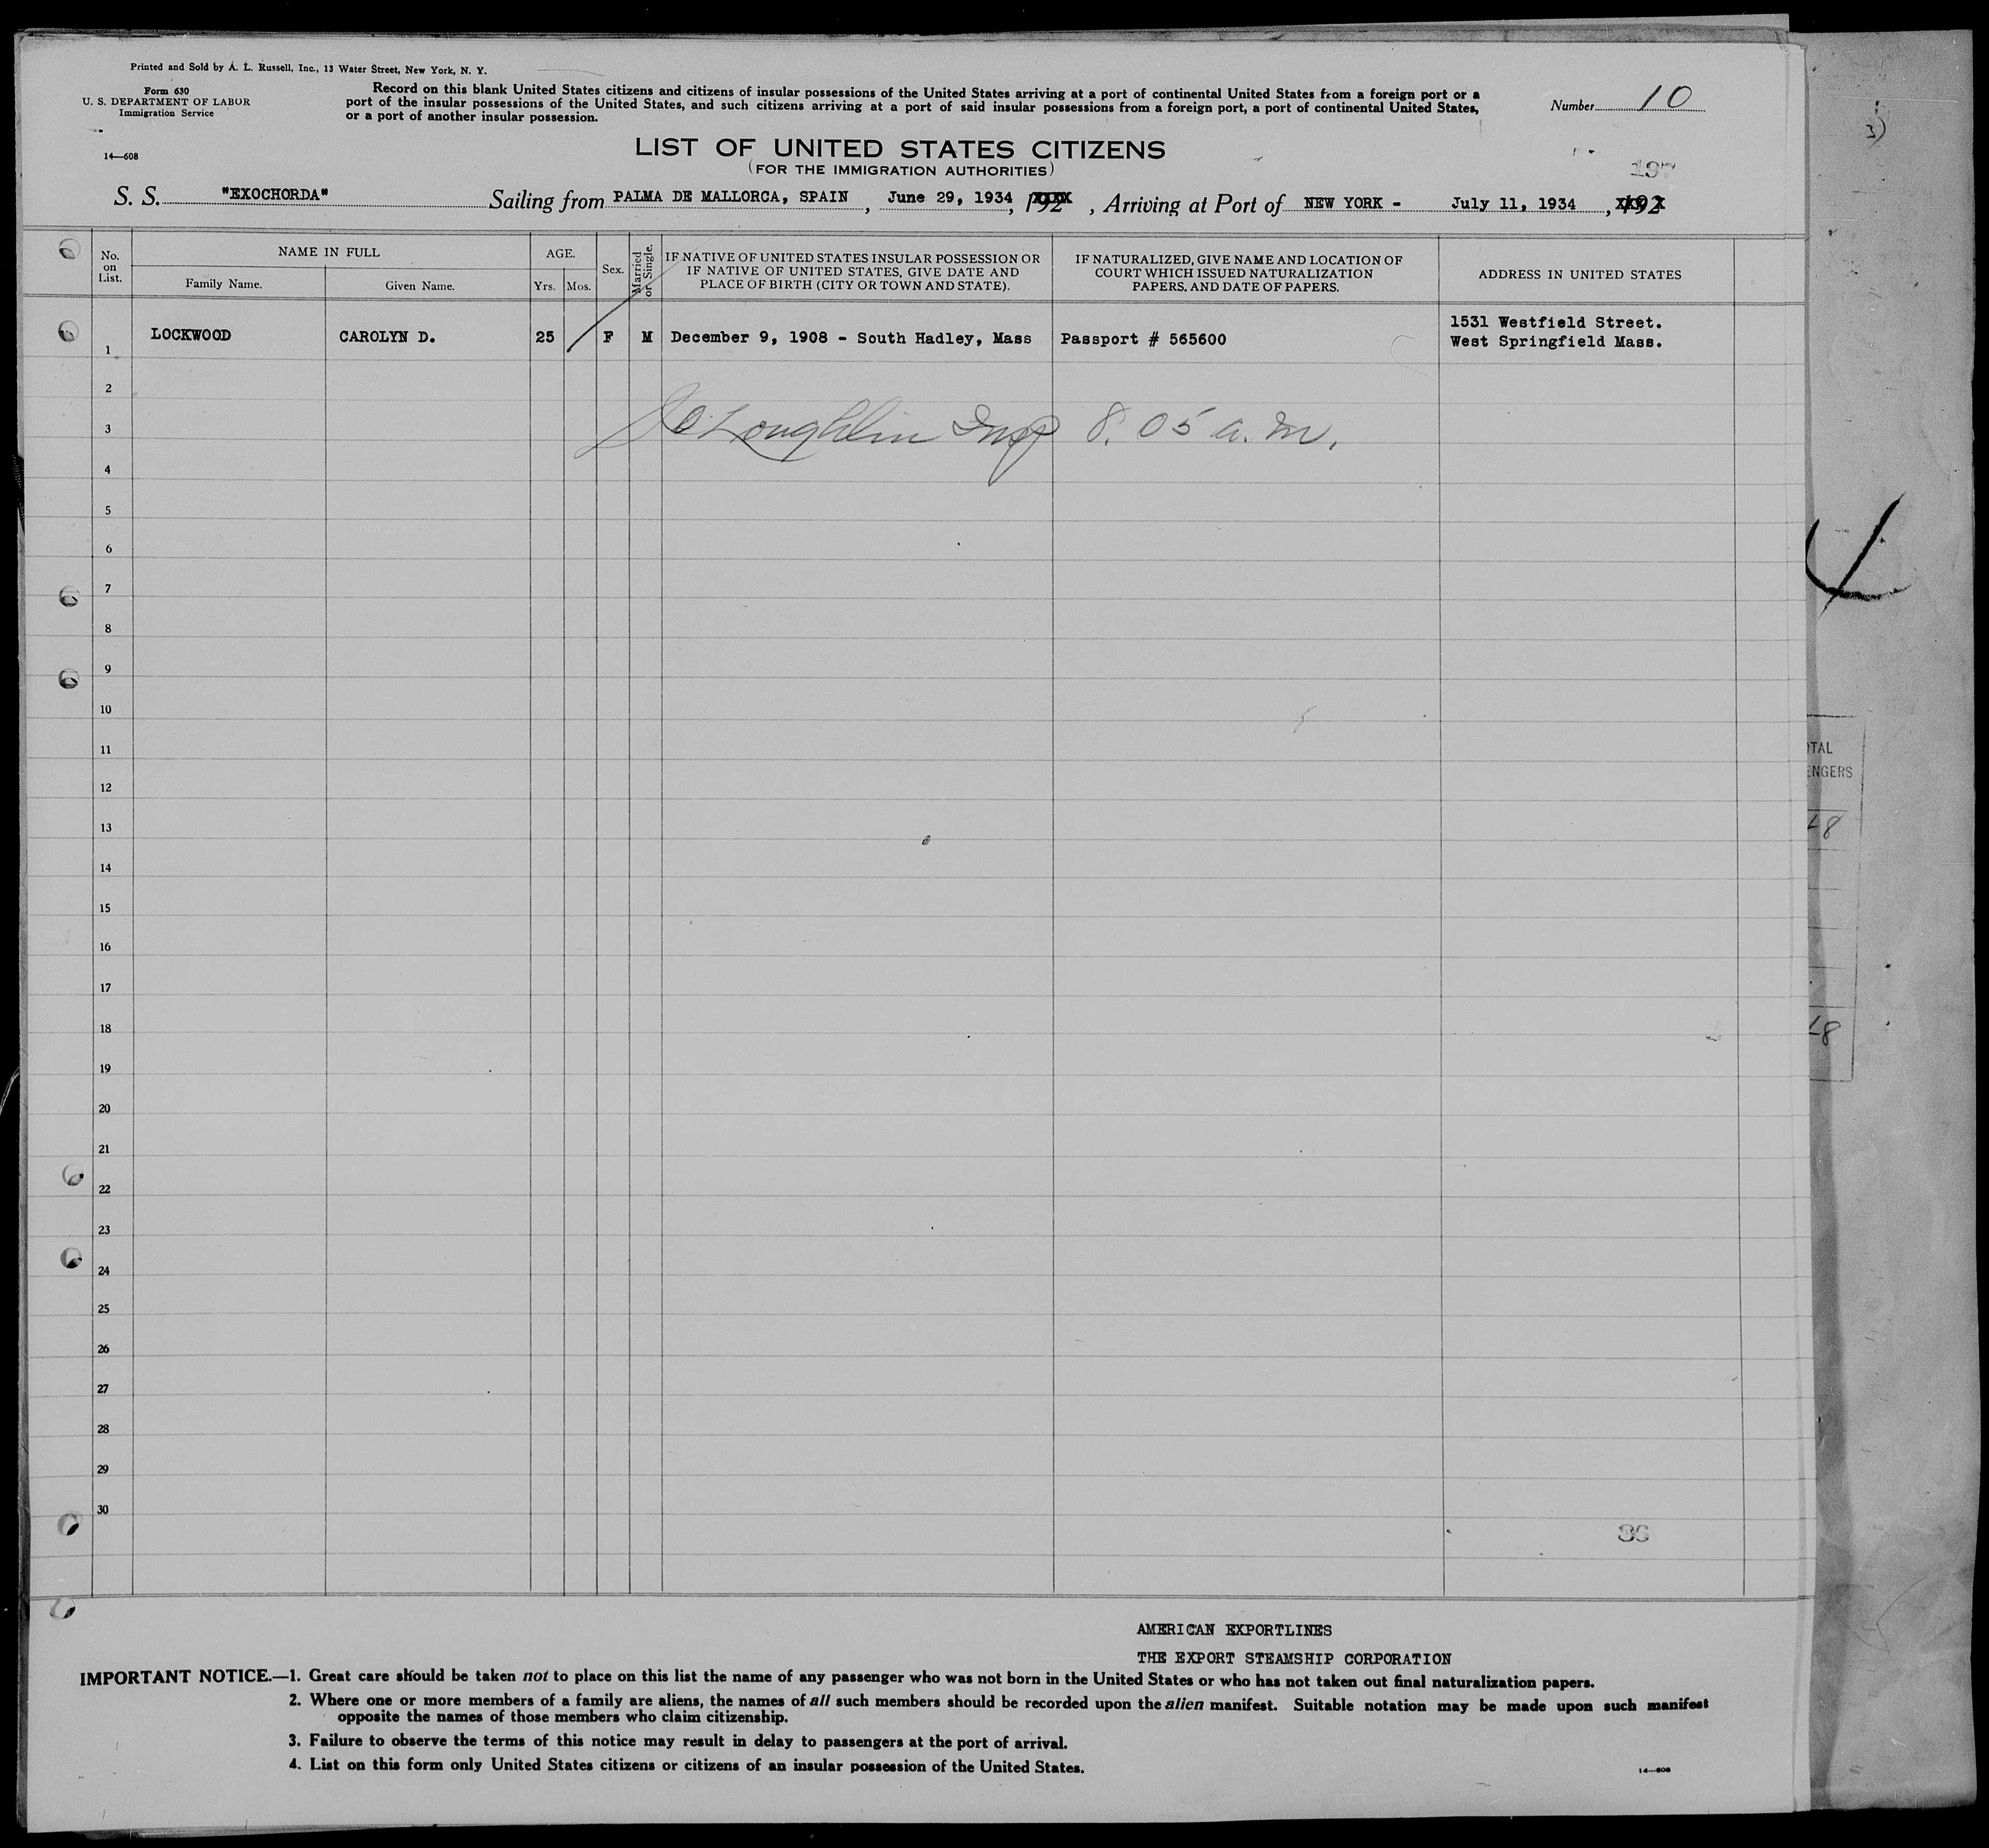 Printed and Sold by A. L. Russell, Inc., 13 Water Street, New York, N. Y.
Form 630
U. S. DEPARTMENT OF LABOR
Immigration Service
14—608
Record on this blank United States citizens and citizens of insular possessions of the United States arriving at a port of continental United States from a foreign port or a
port of the insular possessions of the United States, and such citizens arriving at a port of said insular possessions from a foreign port, a port of continental United States,
or a port of another insular possession.
Number 10
LIST OF UNITED STATES CITIZENS
(FOR THE IMMIGRATION AUTHORITIES)
197
S. S. "EXOCHORDA" Sailing from PALMA DE MALLORCA, SPAIN, June 29, 1934, 192 , Arriving at Port of NEW YORK - July 11, 1934, 192
No. on List.
NAME IN FULL
Family Name. Given Name.
AGE.
Yrs. Mos.
Sex.
Married or Single.
IF NATIVE OF UNITED STATES INSULAR POSSESSION OR
IF NATIVE OF UNITED STATES, GIVE DATE AND
PLACE OF BIRTH (CITY OR TOWN AND STATE).
IF NATURALIZED, GIVE NAME AND LOCATION OF
COURT WHICH ISSUED NATURALIZATION
PAPERS, AND DATE OF PAPERS.
ADDRESS IN UNITED STATES
1 LOCKWOOD CAROLYN D. 25 F M December 9, 1908 - South Hadley, Mass Passport # 565600 1531 Westfield Street.
West Springfield Mass.
2
3 Loughlin Insp 8.05 a.m.
4
5
6
7
8
9
10
11
12
13
14
15
16
17
18
19
20
21
22
23
24
25
26
27
28
29
30
36
AMERICAN EXPORTLINES
THE EXPORT STEAMSHIP CORPORATION
IMPORTANT NOTICE.—1. Great care should be taken not to place on this list the name of any passenger who was not born in the United States or who has not taken out final naturalization papers.
2. Where one or more members of a family are aliens, the names of all such members should be recorded upon the alien manifest. Suitable notation may be made upon such manifest
opposite the names of those members who claim citizenship.
3. Failure to observe the terms of this notice may result in delay to passengers at the port of arrival.
4. List on this form only United States citizens or citizens of an insular possession of the United States.
14—608